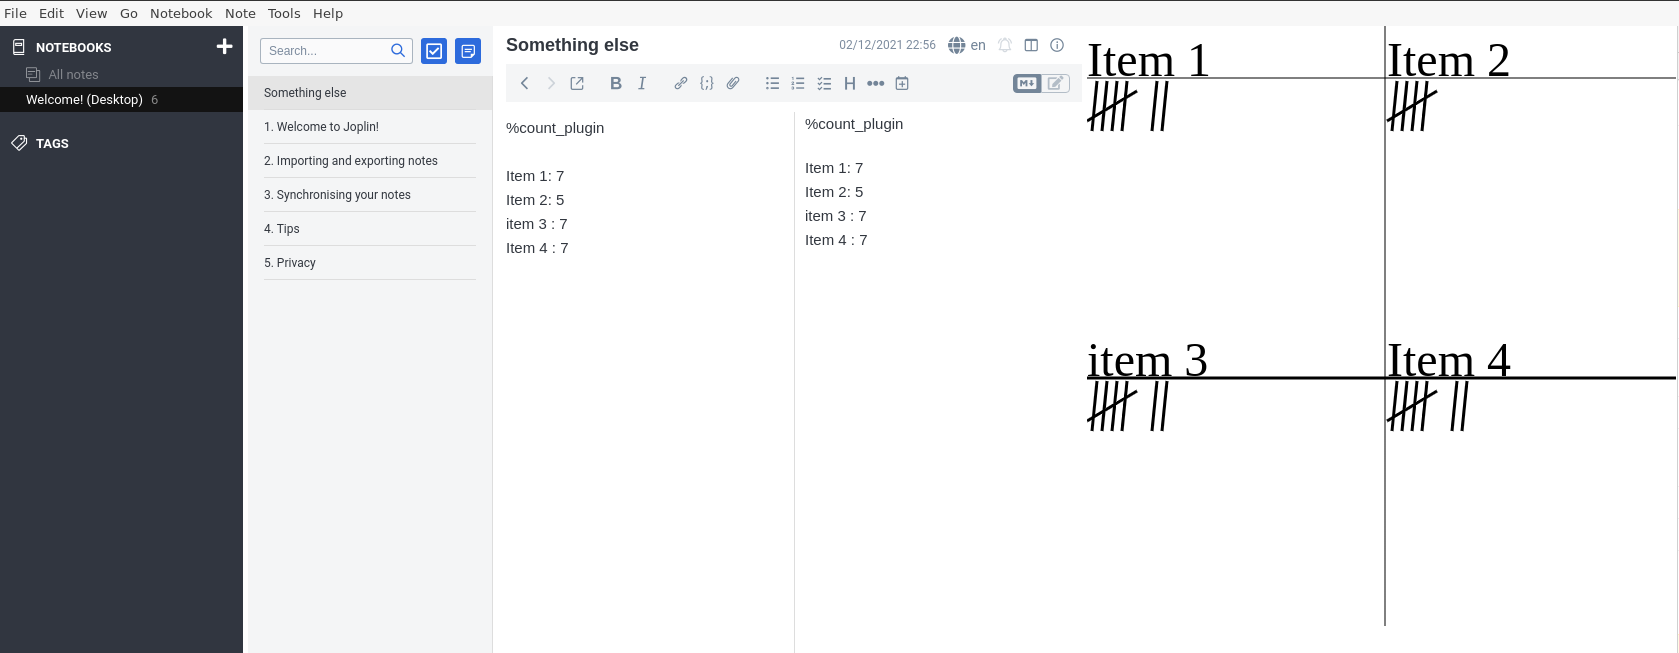 File Edit View Go Notebook Note Tools Help
NOTEBOOKS
All notes
Welcome! (Desktop) 6
TAGS
Search...
Something else
1. Welcome to Joplin!
2. Importing and exporting notes
3. Synchronising your notes
4. Tips
5. Privacy
Something else
02/12/2021 22:56 en
B I {;} H M
%count_plugin
Item 1: 7
Item 2: 5
item 3 : 7
Item 4 : 7
%count_plugin
Item 1: 7
Item 2: 5
item 3 : 7
Item 4 : 7
Item 1
Item 2
item 3
Item 4